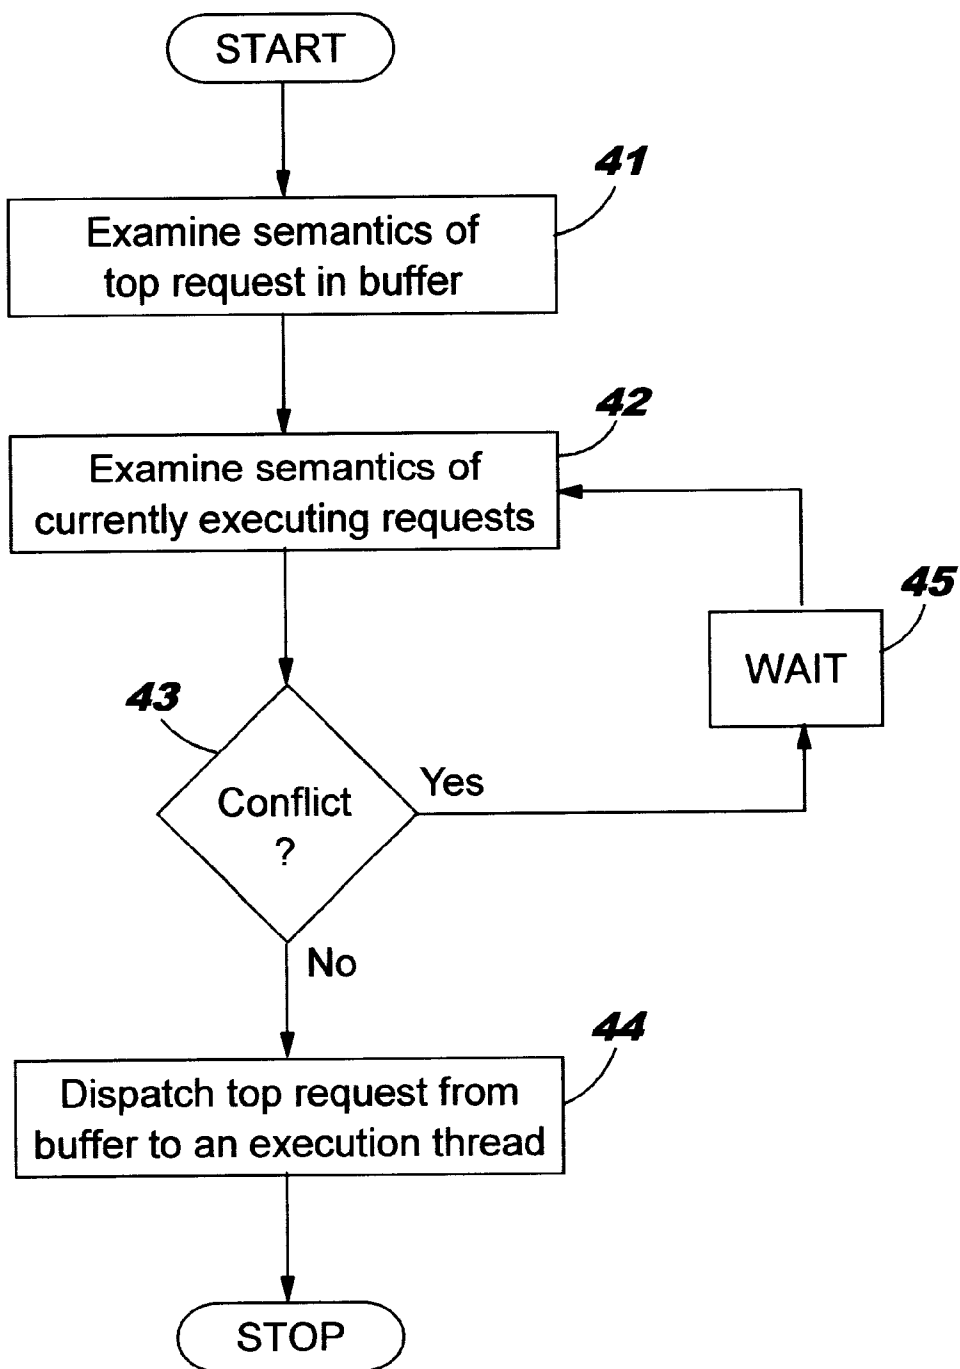 START
41
Examine semantics of
top request in buffer
42
Examine semantics of
currently executing requests
45
WAIT
43
Conflict
?
Yes
No
44
Dispatch top request from
buffer to an execution thread
STOP